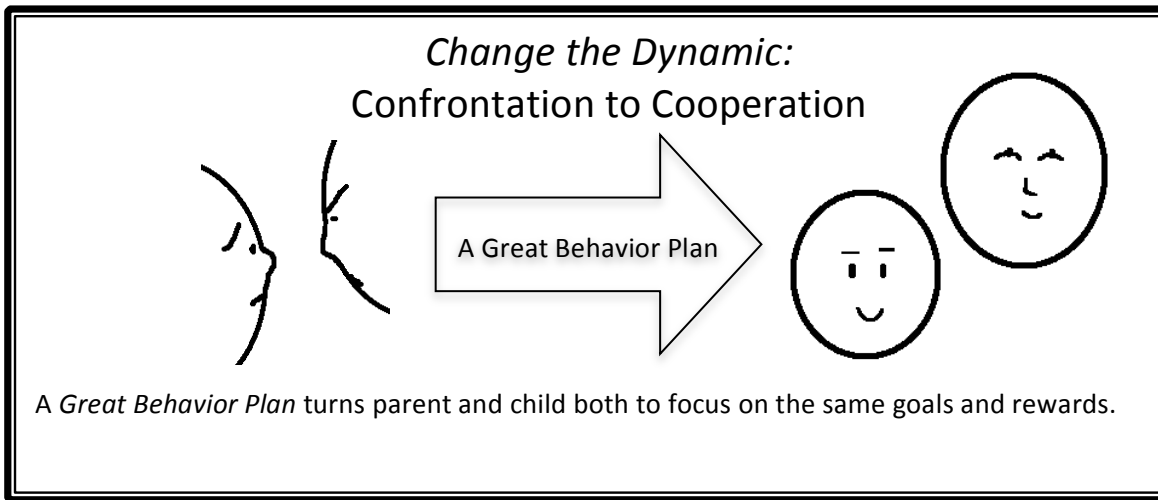 Change the Dynamic:
Confrontation to Cooperation
A Great Behavior Plan
A Great Behavior Plan turns parent and child both to focus on the same goals and rewards.